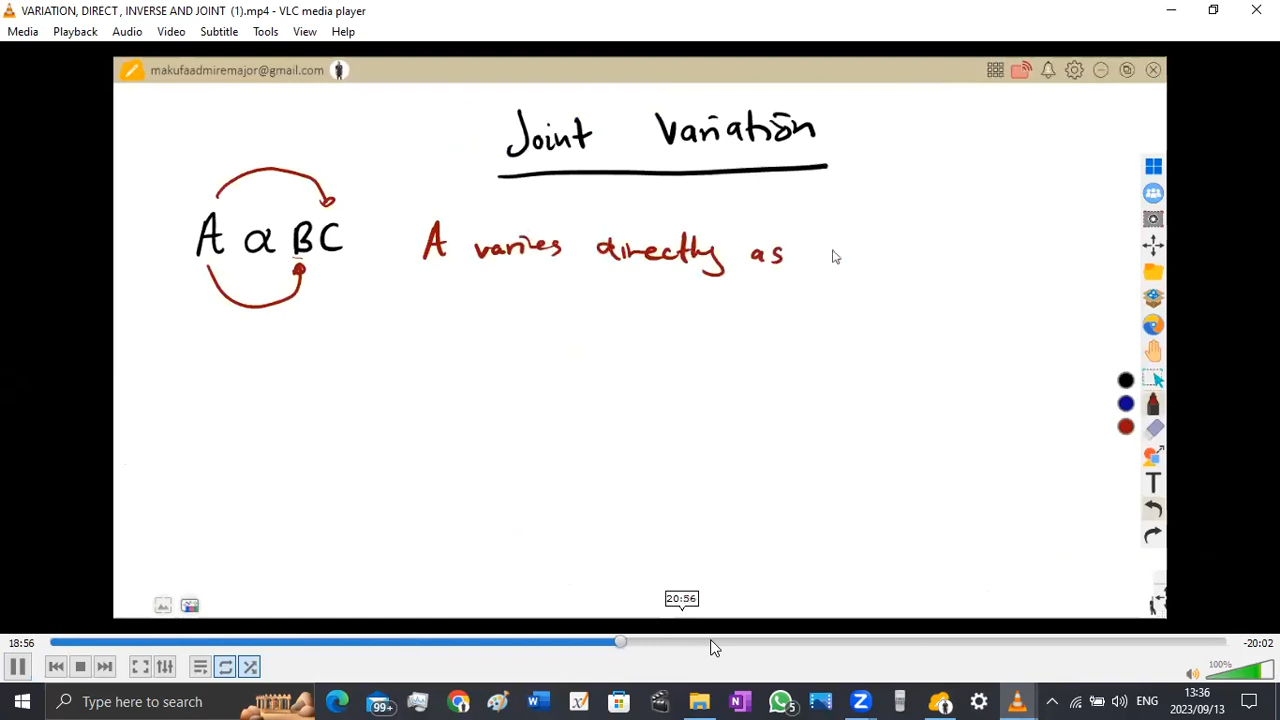 VARIATION, DIRECT , INVERSE AND JOINT (1).mp4 - VLC media player
Media Playback Audio Video Subtitle Tools View Help
makufaadmiremajor@gmail.com
Joint Variation
A α BC A varies directly as
T
20:56
18:56 -20:02
100%
Type here to search
99+
5
ENG
13:36
2023/09/13